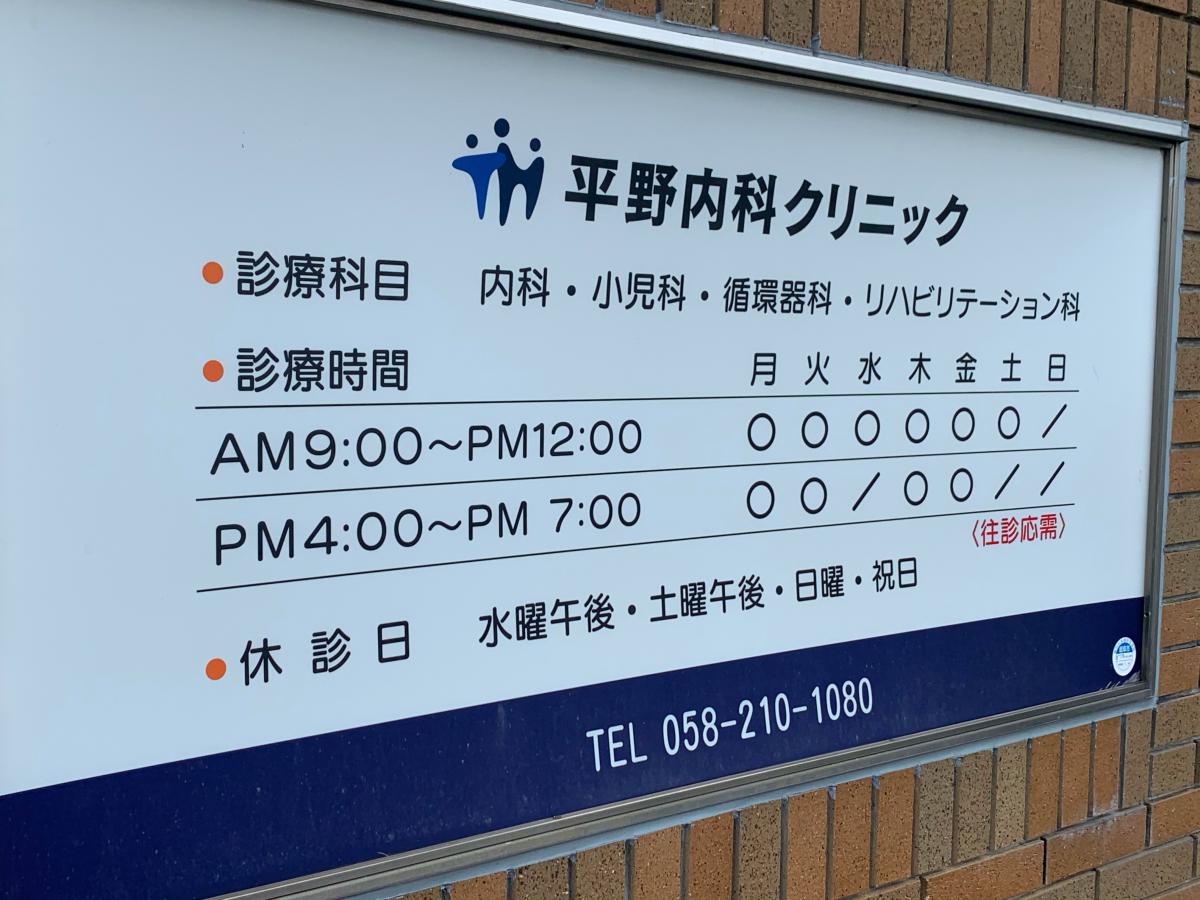 平野内科クリニック
●診療科目 内科・小児科・循環器科・リハビリテーション科
●診療時間 月 火 水 木 金 土 日
AM9:00～PM12:00 〇 〇 〇 〇 〇 〇 /
PM4:00～PM 7:00 〇 〇 / 〇 〇 / /
〈往診応需〉
●休診日 水曜午後・土曜午後・日曜・祝日
TEL 058-210-1080